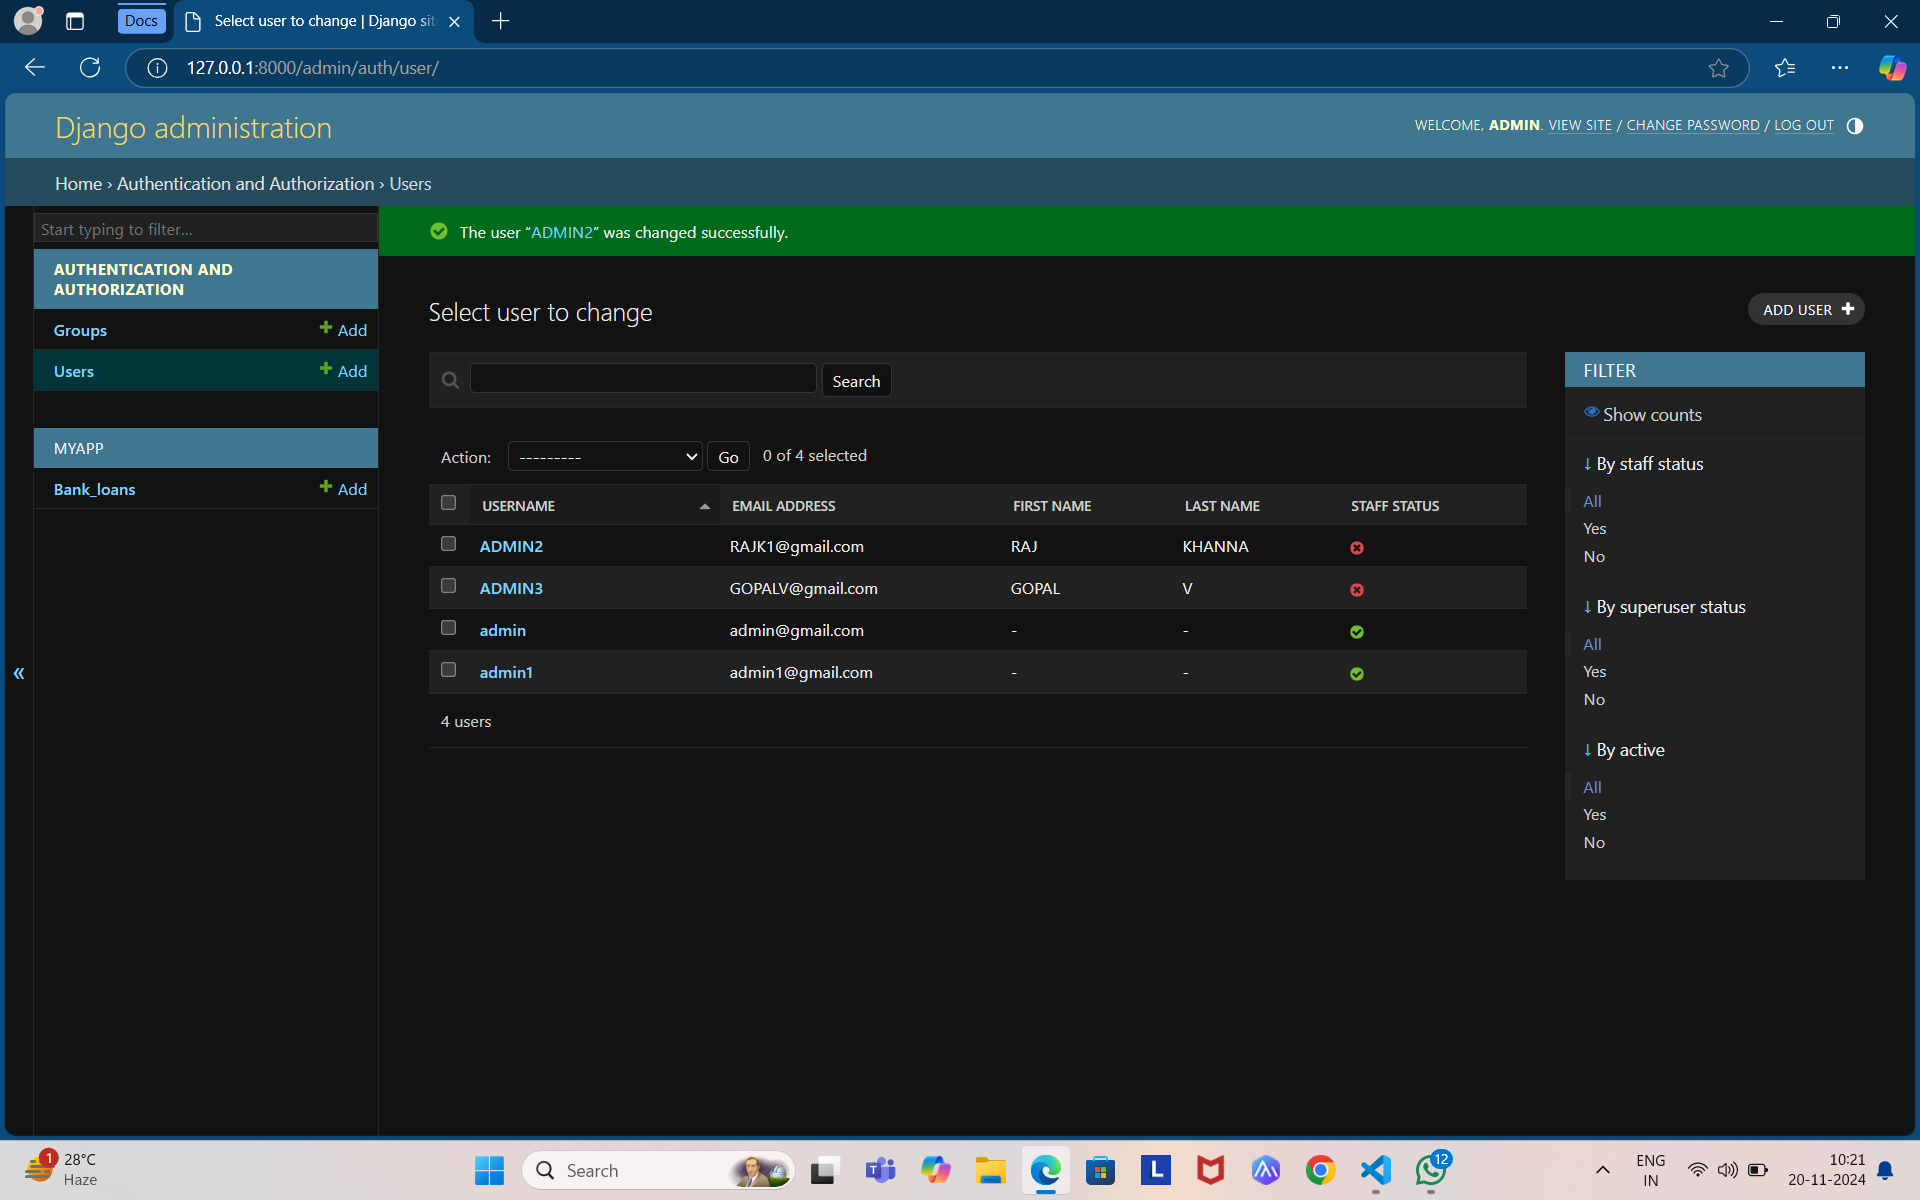 Docs
Select user to change | Django sit
127.0.0.1:8000/admin/auth/user/
Django administration
WELCOME, ADMIN. VIEW SITE / CHANGE PASSWORD / LOG OUT
Home › Authentication and Authorization › Users
Start typing to filter...
The user “ADMIN2” was changed successfully.
AUTHENTICATION AND
AUTHORIZATION
Groups + Add
Users + Add
MYAPP
Bank_loans + Add
«
Select user to change
ADD USER +
Search
Action: --------- Go 0 of 4 selected
USERNAME EMAIL ADDRESS FIRST NAME LAST NAME STAFF STATUS
ADMIN2 RAJK1@gmail.com RAJ KHANNA
ADMIN3 GOPALV@gmail.com GOPAL V
admin admin@gmail.com - -
admin1 admin1@gmail.com - -
4 users
FILTER
Show counts
↓ By staff status
All
Yes
No
↓ By superuser status
All
Yes
No
↓ By active
All
Yes
No
1
28°C
Haze
Search
L
12
ENG
IN
10:21
20-11-2024